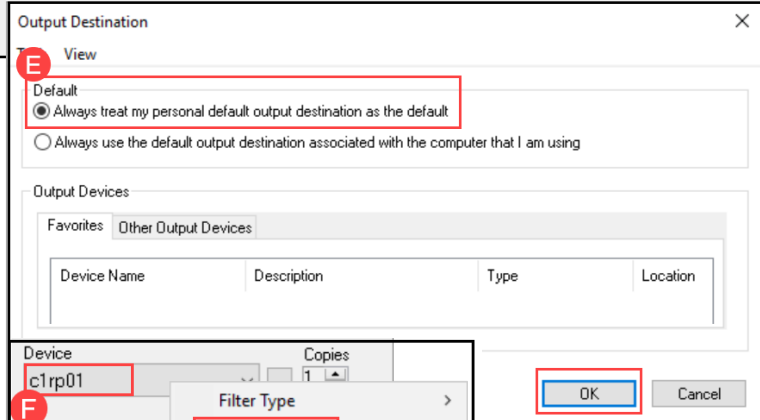 Output Destination
View
E
Default
Always treat my personal default output destination as the default
Always use the default output destination associated with the computer that I am using
Output Devices
Favorites Other Output Devices
Device Name Description Type Location
Device Copies
c1rp01 1
F
Filter Type
OK Cancel